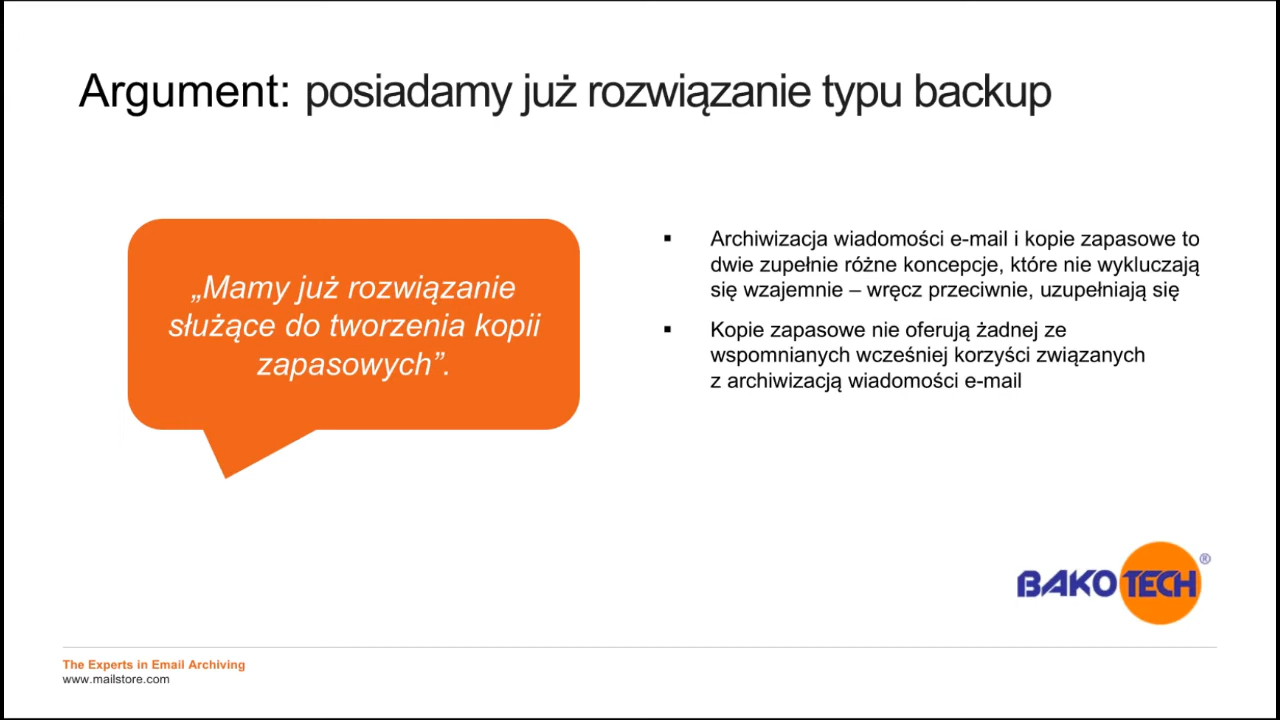 Argument: posiadamy już rozwiązanie typu backup
„Mamy już rozwiązanie
służące do tworzenia kopii
zapasowych”.
▪ Archiwizacja wiadomości e-mail i kopie zapasowe to
dwie zupełnie różne koncepcje, które nie wykluczają
się wzajemnie – wręcz przeciwnie, uzupełniają się
▪ Kopie zapasowe nie oferują żadnej ze
wspomnianych wcześniej korzyści związanych
z archiwizacją wiadomości e-mail
BAKOTECH®
The Experts in Email Archiving
www.mailstore.com